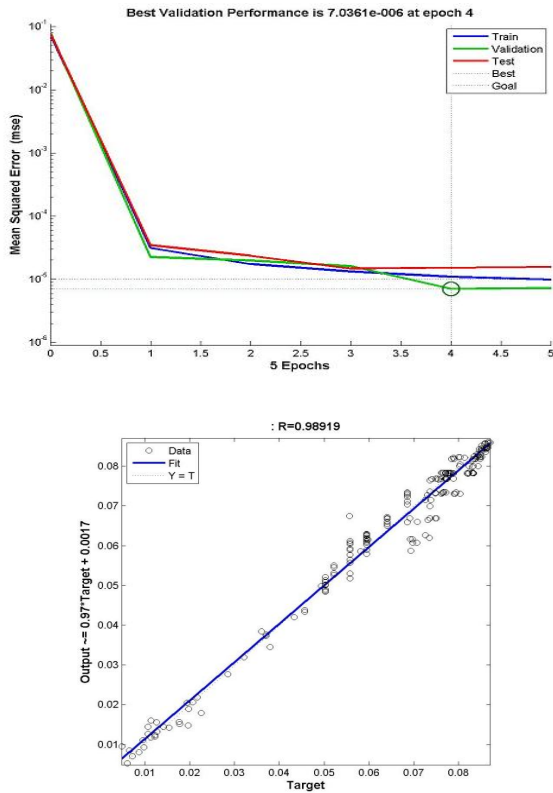 Best Validation Performance is 7.0361e-006 at epoch 4
Train
Validation
Test
Best
Goal
Mean Squared Error (mse)
10^-1
10^-2
10^-3
10^-4
10^-5
10^-6
0 0.5 1 1.5 2 2.5 3 3.5 4 4.5 5
5 Epochs
: R=0.98919
Data
Fit
Y = T
Output ~= 0.97*Target + 0.0017
0.08
0.07
0.06
0.05
0.04
0.03
0.02
0.01
0.01 0.02 0.03 0.04 0.05 0.06 0.07 0.08
Target